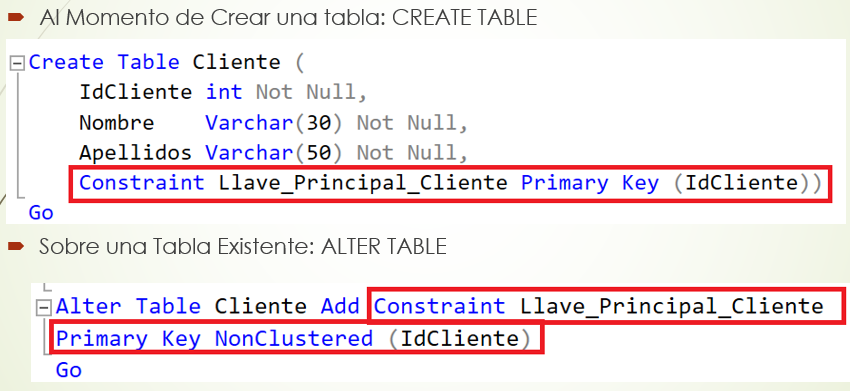 Al Momento de Crear una tabla: CREATE TABLE
Create Table Cliente (
IdCliente int Not Null,
Nombre Varchar(30) Not Null,
Apellidos Varchar(50) Not Null,
Constraint Llave_Principal_Cliente Primary Key (IdCliente))
Go
Sobre una Tabla Existente: ALTER TABLE
Alter Table Cliente Add Constraint Llave_Principal_Cliente
Primary Key NonClustered (IdCliente)
Go